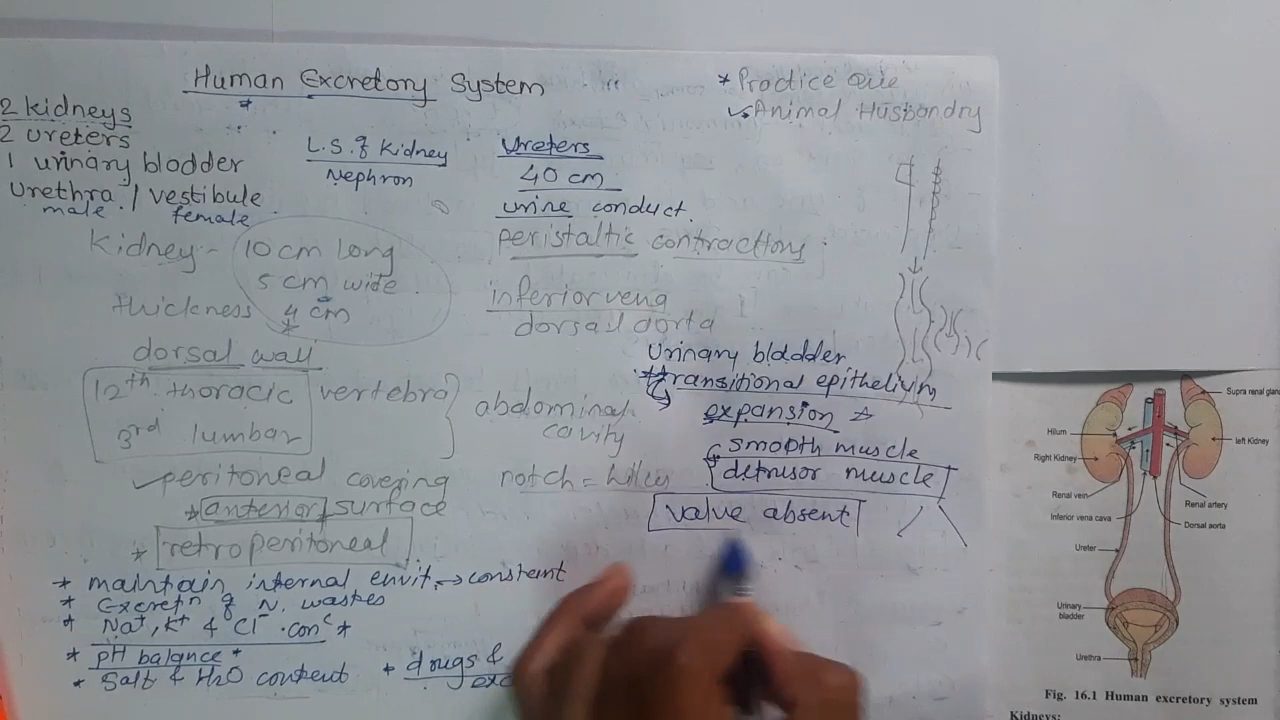 Human Excretory System
* Practice Que
Animal Husbandry
2 kidneys
2 ureters
1 urinary bladder
Urethra / vestibule
male female
L.S. of Kidney
Nephron
Ureters
40 cm
urine conduct.
peristaltic contractions
Kidney - 10 cm long
5 cm wide
thickness 4 cm
inferior vena
dorsal aorta
dorsal wall
12th thoracic vertebra
3rd lumbar
abdominal
cavity
Urinary bladder
*transitional epithelium
expansion
smooth muscle
detrusor muscle
valve absent
peritoneal covering
* anterior surface
* retroperitoneal
notch = hilus
* maintain internal envit. → constant
* Excretn of N. wastes
* Na+, K+ & Cl- conc *
* pH balance *
* Salt & H2O content
* drugs &
exc
Supra renal gland
Hilum
left Kidney
Right Kidney
Renal vein
Renal artery
Inferior vena cava
Dorsal aorta
Ureter
Urinary
bladder
Urethra
Fig. 16.1 Human excretory system
Kidneys: